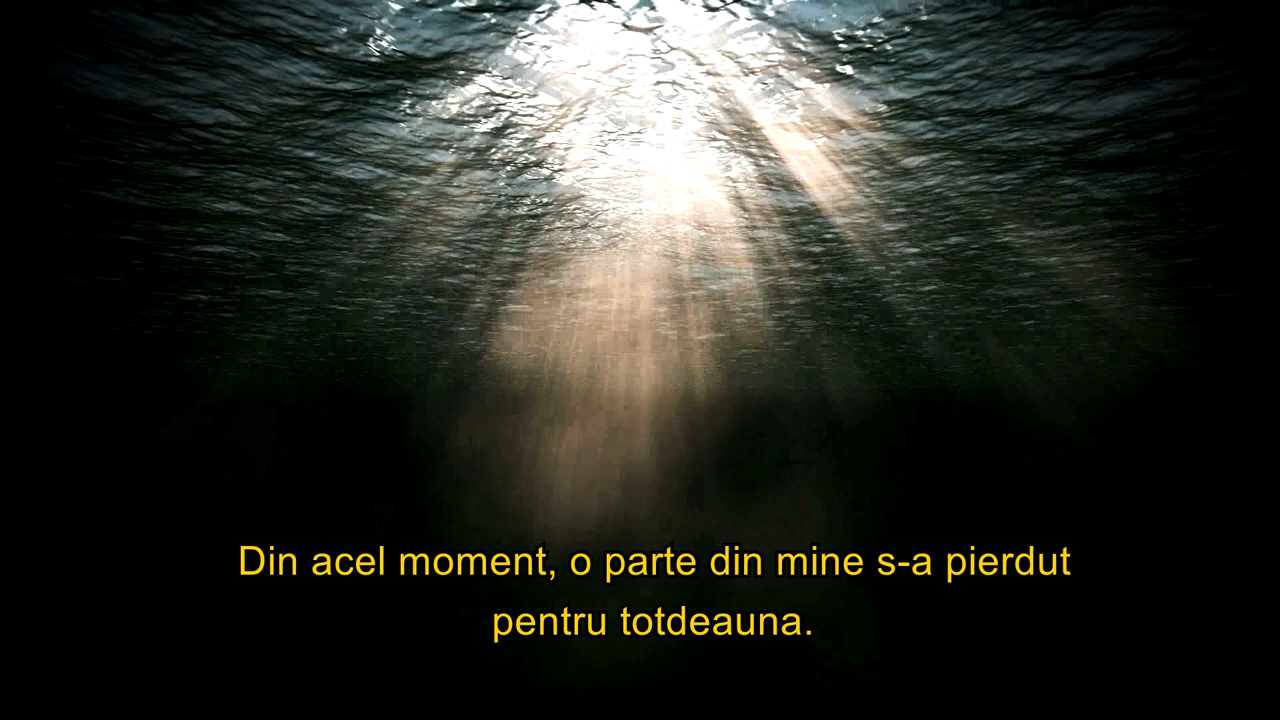 Din acel moment, o parte din mine s-a pierdut
pentru totdeauna.